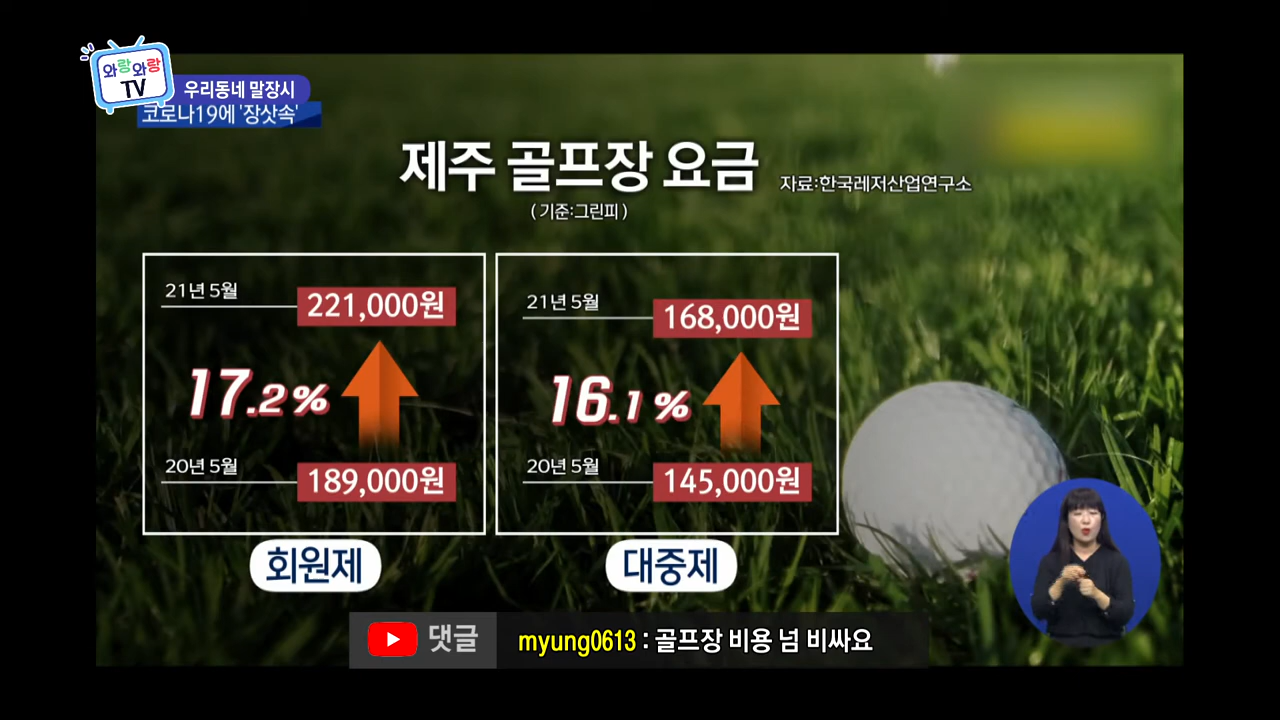 와랑와랑
TV
우리동네 말장시
코로나19에 '장삿속'
제주 골프장 요금
자료:한국레저산업연구소
( 기준:그린피 )
21년 5월
221,000원
17.2%
20년 5월
189,000원
회원제
21년 5월
168,000원
16.1%
20년 5월
145,000원
대중제
댓글
myung0613 : 골프장 비용 넘 비싸요